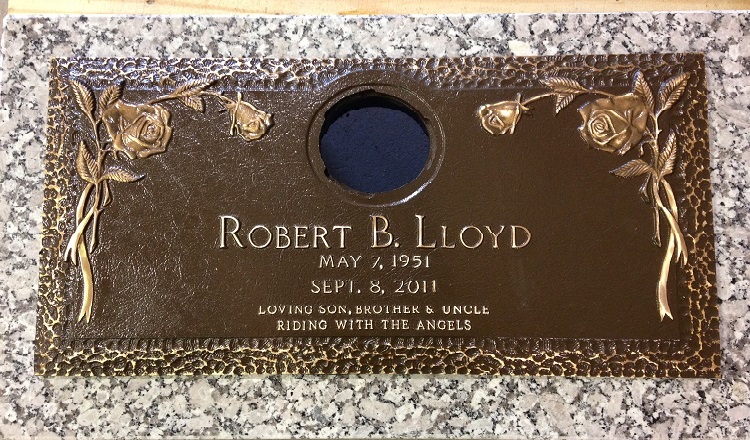 ROBERT B. LLOYD
MAY 7, 1951
SEPT. 8, 2011
LOVING SON, BROTHER & UNCLE
RIDING WITH THE ANGELS